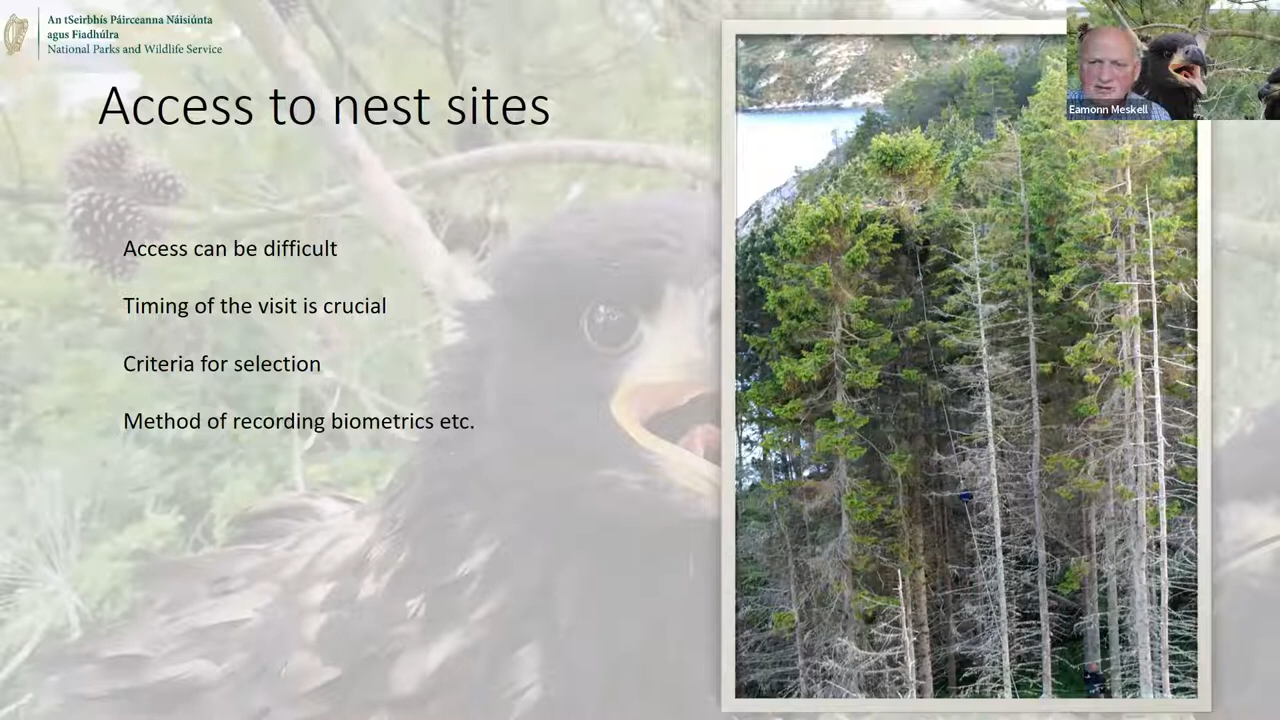 An tSeirbhís Páirceanna Náisiúnta
agus Fiadhúlra
National Parks and Wildlife Service
Eamonn Meskell
Access to nest sites
Access can be difficult
Timing of the visit is crucial
Criteria for selection
Method of recording biometrics etc.